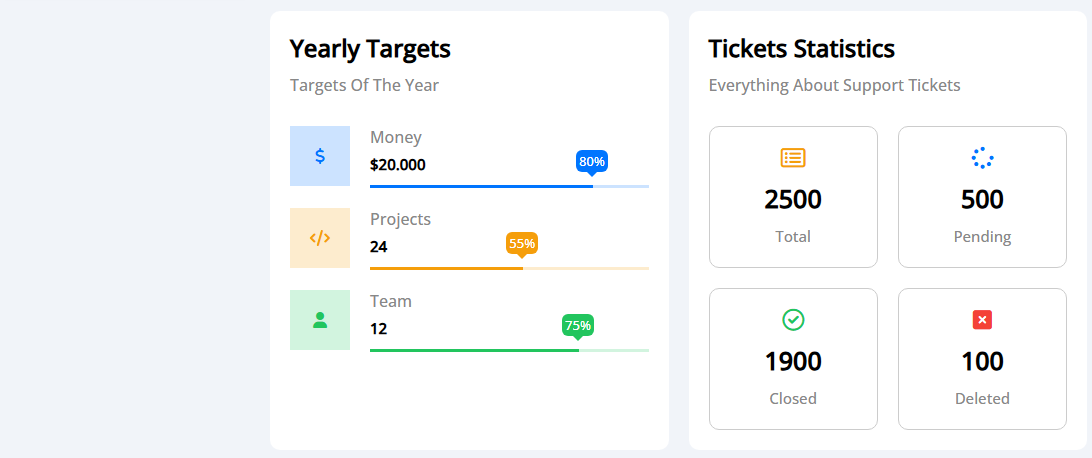 Yearly Targets
Targets Of The Year
Money
$20.000
80%
Projects
24
55%
Team
12
75%
Tickets Statistics
Everything About Support Tickets
2500
Total
500
Pending
1900
Closed
100
Deleted